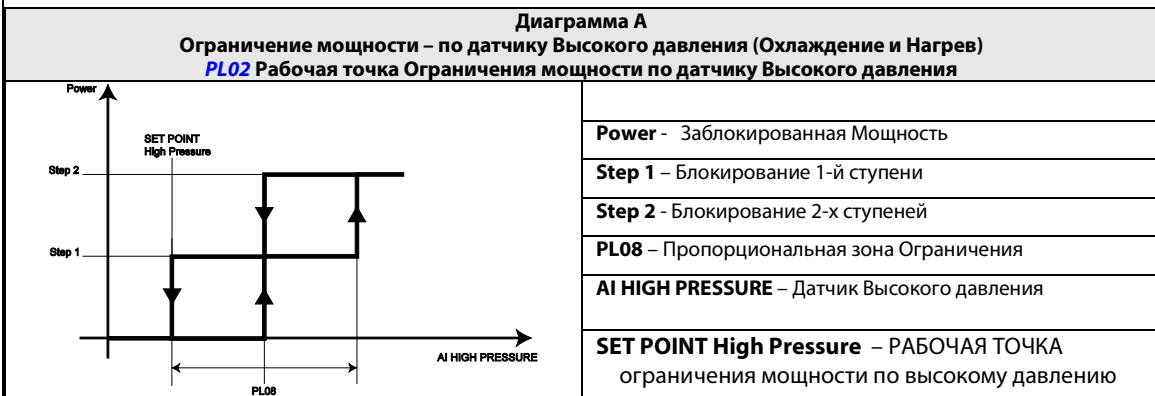 Диаграмма А
Ограничение мощности – по датчику Высокого давления (Охлаждение и Нагрев)
PL02 Рабочая точка Ограничения мощности по датчику Высокого давления
Power
SET POINT
High Pressure
Step 2
Step 1
AI HIGH PRESSURE
PL08
Power - Заблокированная Мощность
Step 1 – Блокирование 1-й ступени
Step 2 - Блокирование 2-х ступеней
PL08 – Пропорциональная зона Ограничения
AI HIGH PRESSURE – Датчик Высокого давления
SET POINT High Pressure – РАБОЧАЯ ТОЧКА
ограничения мощности по высокому давлению